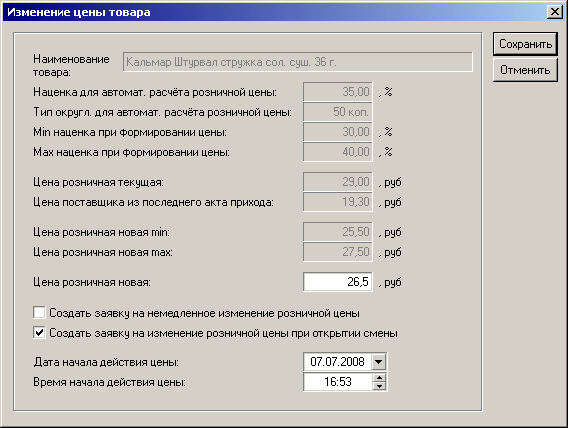 Изменение цены товара
Сохранить
Отменить
Наименование
товара:
Кальмар Штурвал стружка сол. суш. 36 г.
Наценка для автомат. расчёта розничной цены: 35,00 , %
Тип округл. для автомат. расчёта розничной цены: 50 коп.
Min наценка при формировании цены: 30,00 , %
Max наценка при формировании цены: 40,00 , %
Цена розничная текущая: 29,00 , руб
Цена поставщика из последнего акта прихода: 19,30 , руб
Цена розничная новая min: 25,50 , руб
Цена розничная новая max: 27,50 , руб
Цена розничная новая: 26,5 , руб
Создать заявку на немедленное изменение розничной цены
Создать заявку на изменение розничной цены при открытии смены
Дата начала действия цены: 07.07.2008
Время начала действия цены: 16:53